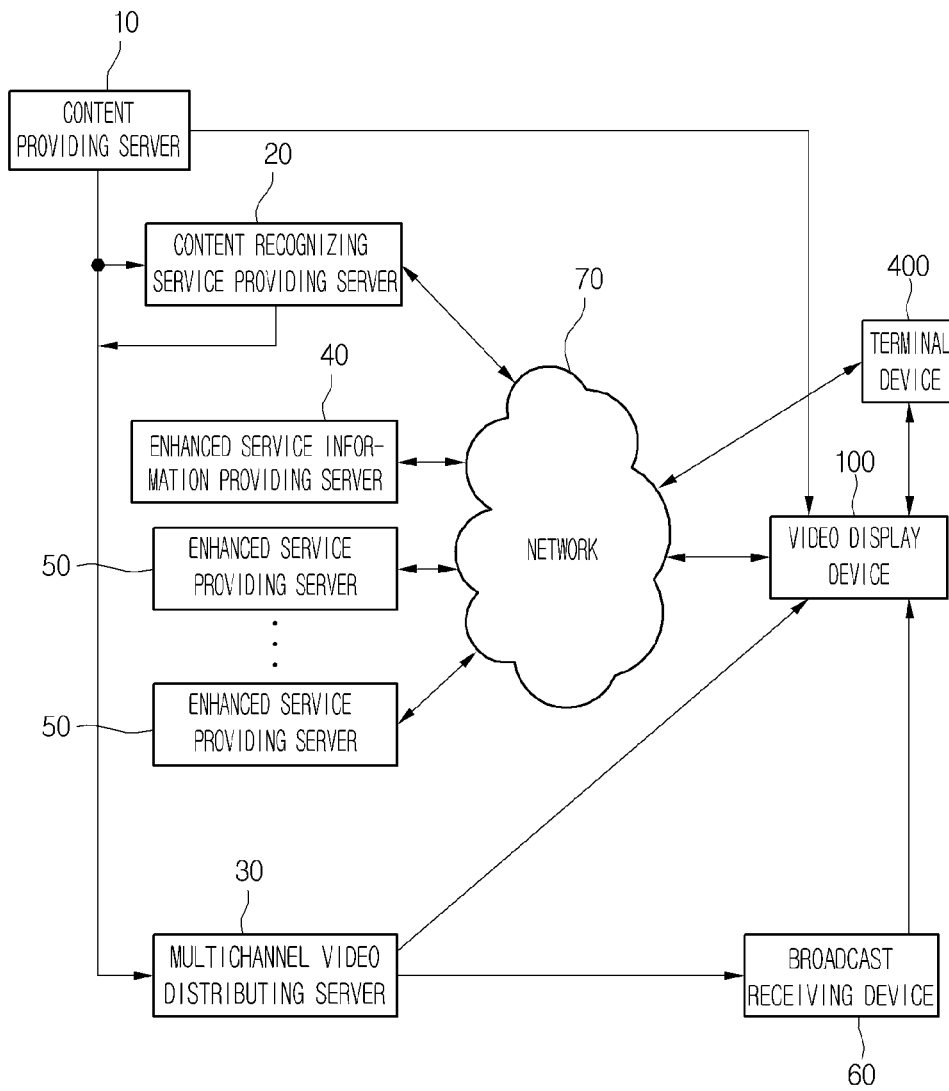 10
CONTENT
PROVIDING SERVER
20
CONTENT RECOGNIZING
SERVICE PROVIDING SERVER
70
400
TERMINAL
DEVICE
40
ENHANCED SERVICE INFOR-
MATION PROVIDING SERVER
100
VIDEO DISPLAY
DEVICE
NETWORK
50
ENHANCED SERVICE
PROVIDING SERVER
50
ENHANCED SERVICE
PROVIDING SERVER
30
MULTICHANNEL VIDEO
DISTRIBUTING SERVER
BROADCAST
RECEIVING DEVICE
60